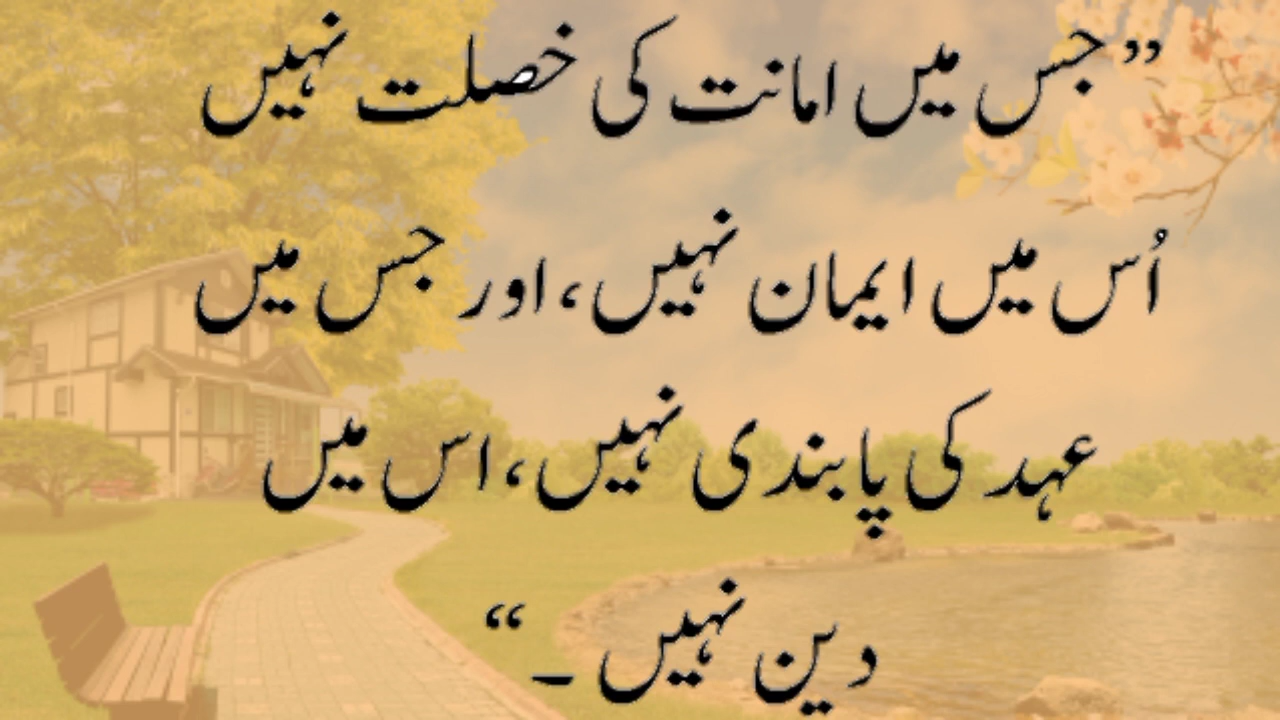 ”جس میں امانت کی خصلت نہیں
اُس میں ایمان نہیں، اور جس میں
عہد کی پابندی نہیں، اس میں
دین نہیں ۔“